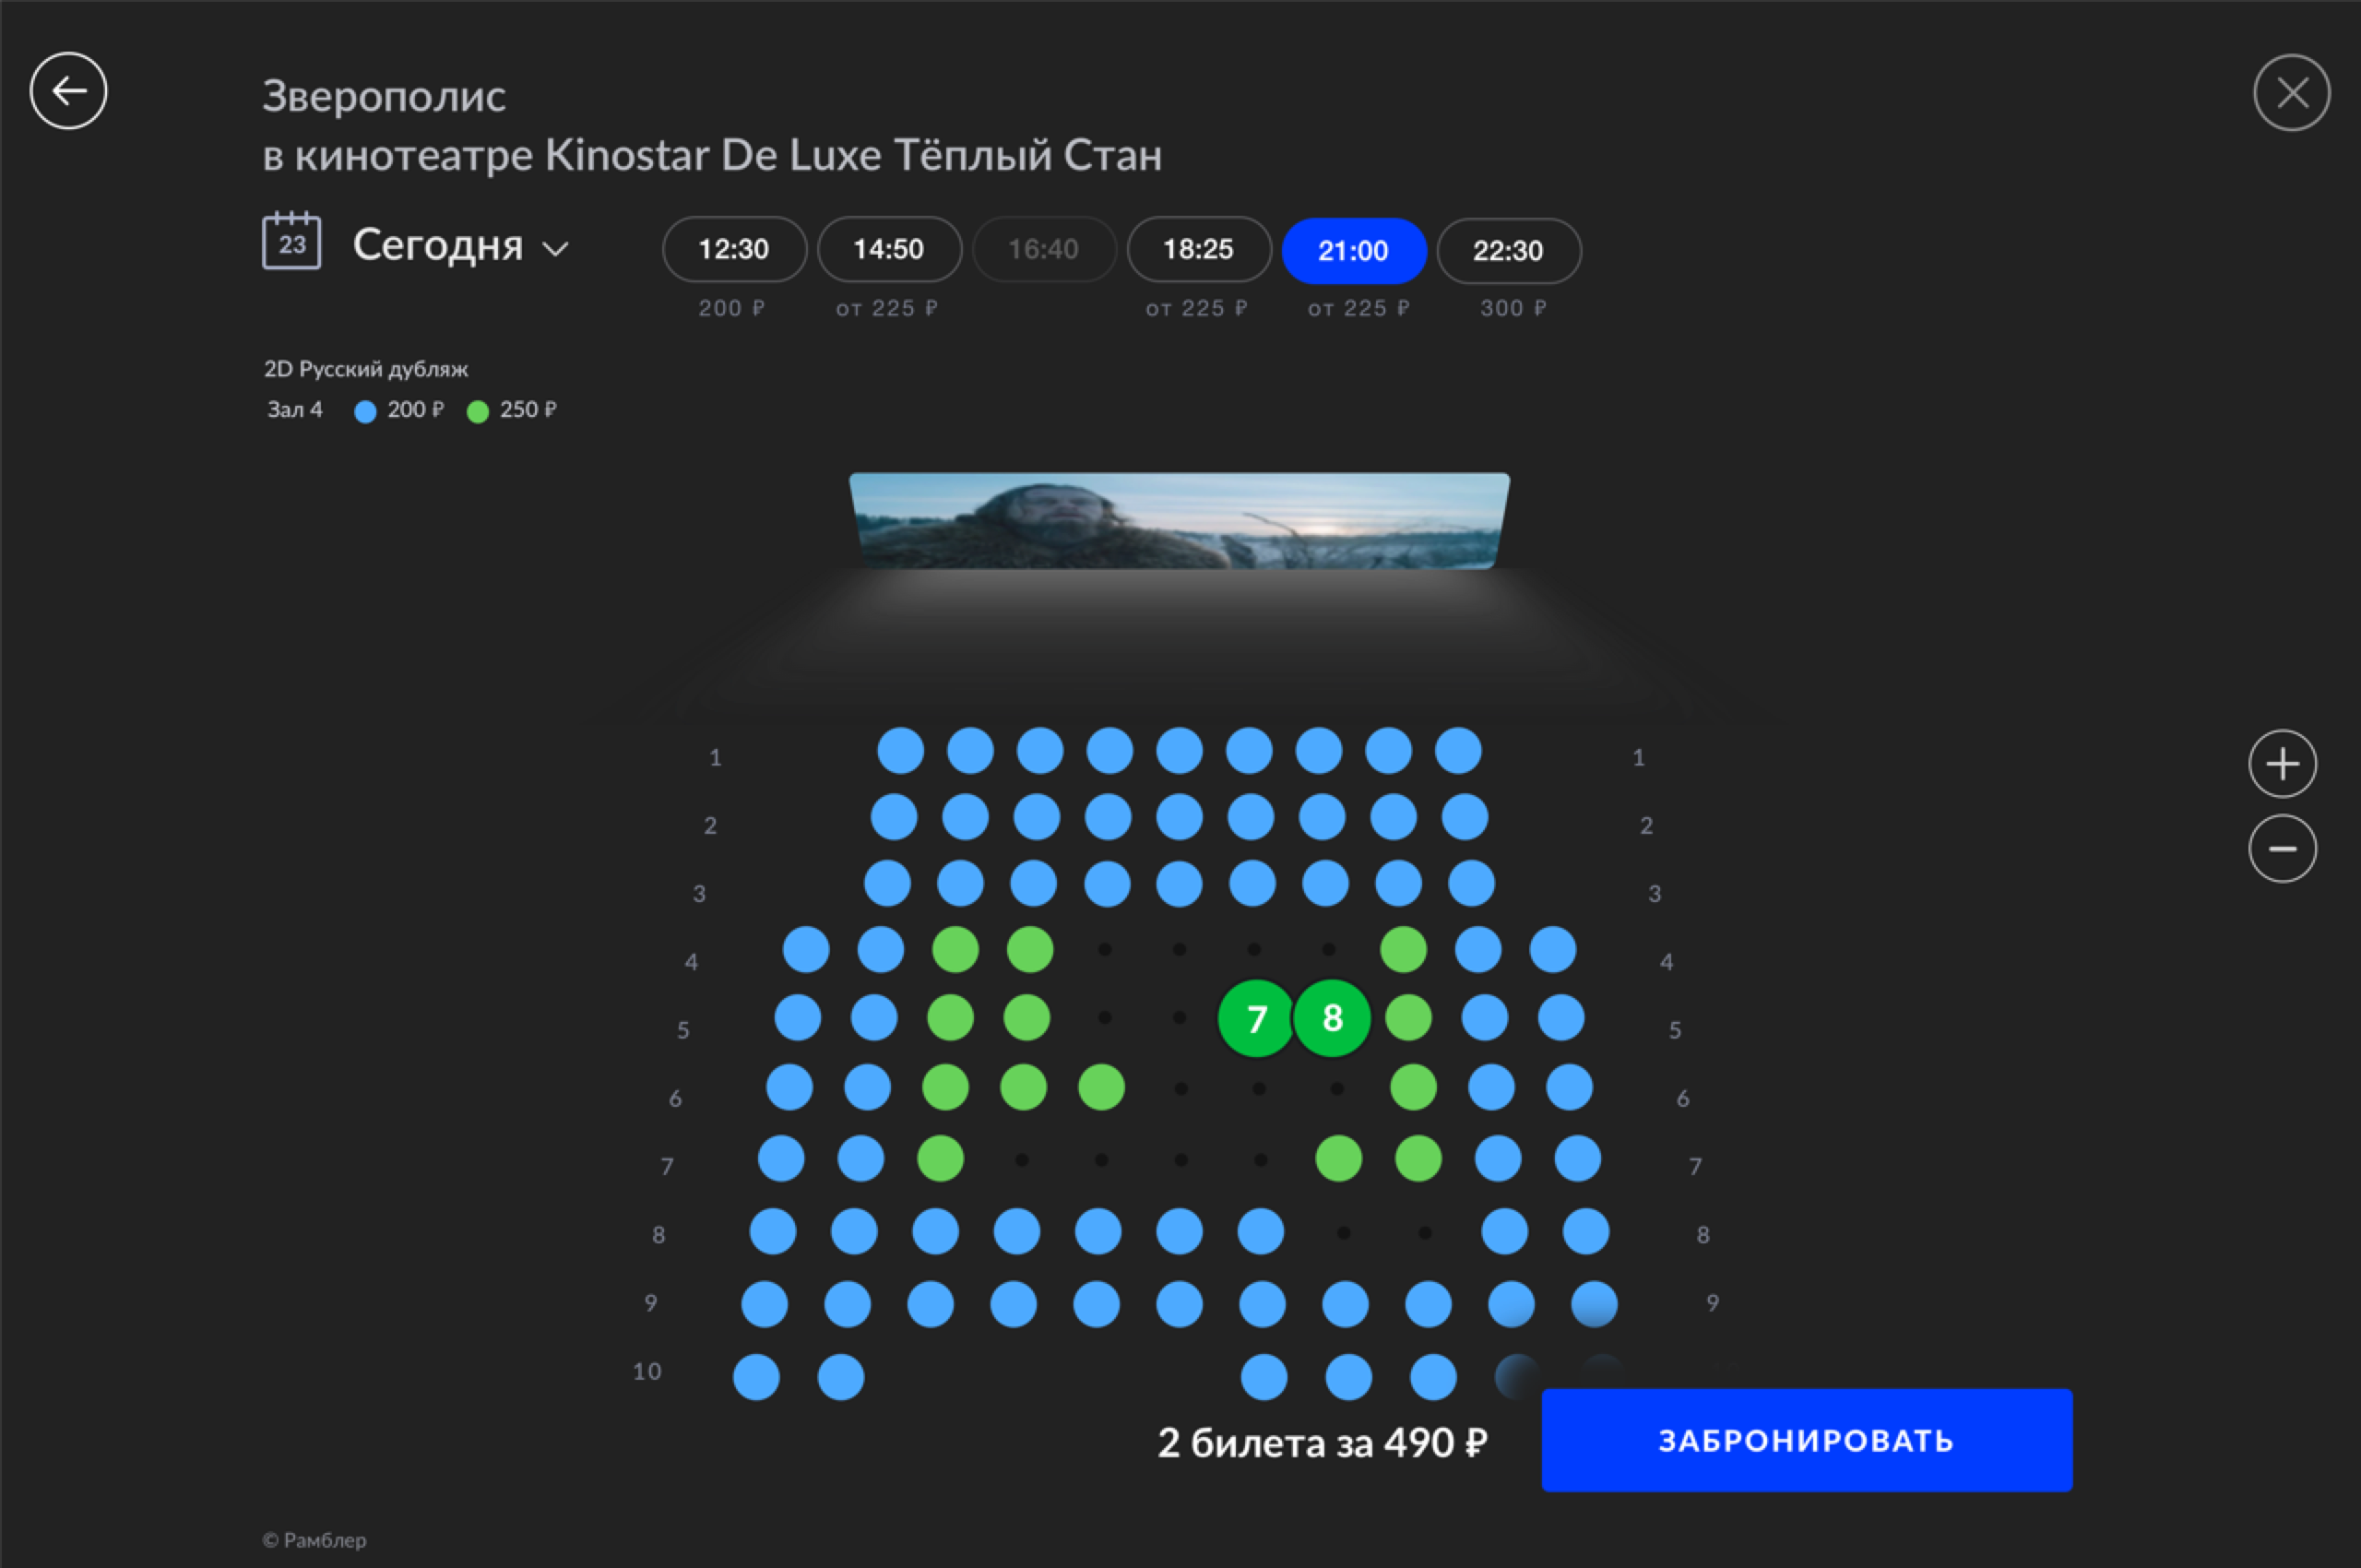 Зверополис
в кинотеатре Kinostar De Luxe Тёплый Стан
23 Сегодня 12:30 14:50 16:40 18:25 21:00 22:30
200 ₽ от 225 ₽ от 225 ₽ от 225 ₽ 300 ₽
2D Русский дубляж
Зал 4 200 ₽ 250 ₽
1 1
2 2
3 3
4 4
5 7 8 5
6 6
7 7
8 8
9 9
10
2 билета за 490 ₽ ЗАБРОНИРОВАТЬ
© Рамблер